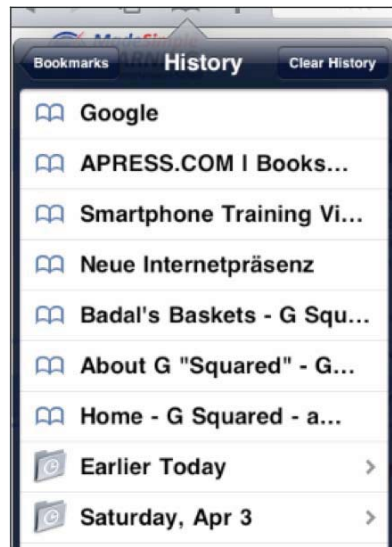 MadeSimple
Bookmarks History Clear History
Google
APRESS.COM I Books...
Smartphone Training Vi...
Neue Internetpräsenz
Badal's Baskets - G Squ...
About G "Squared" - G...
Home - G Squared - a...
Earlier Today
Saturday, Apr 3